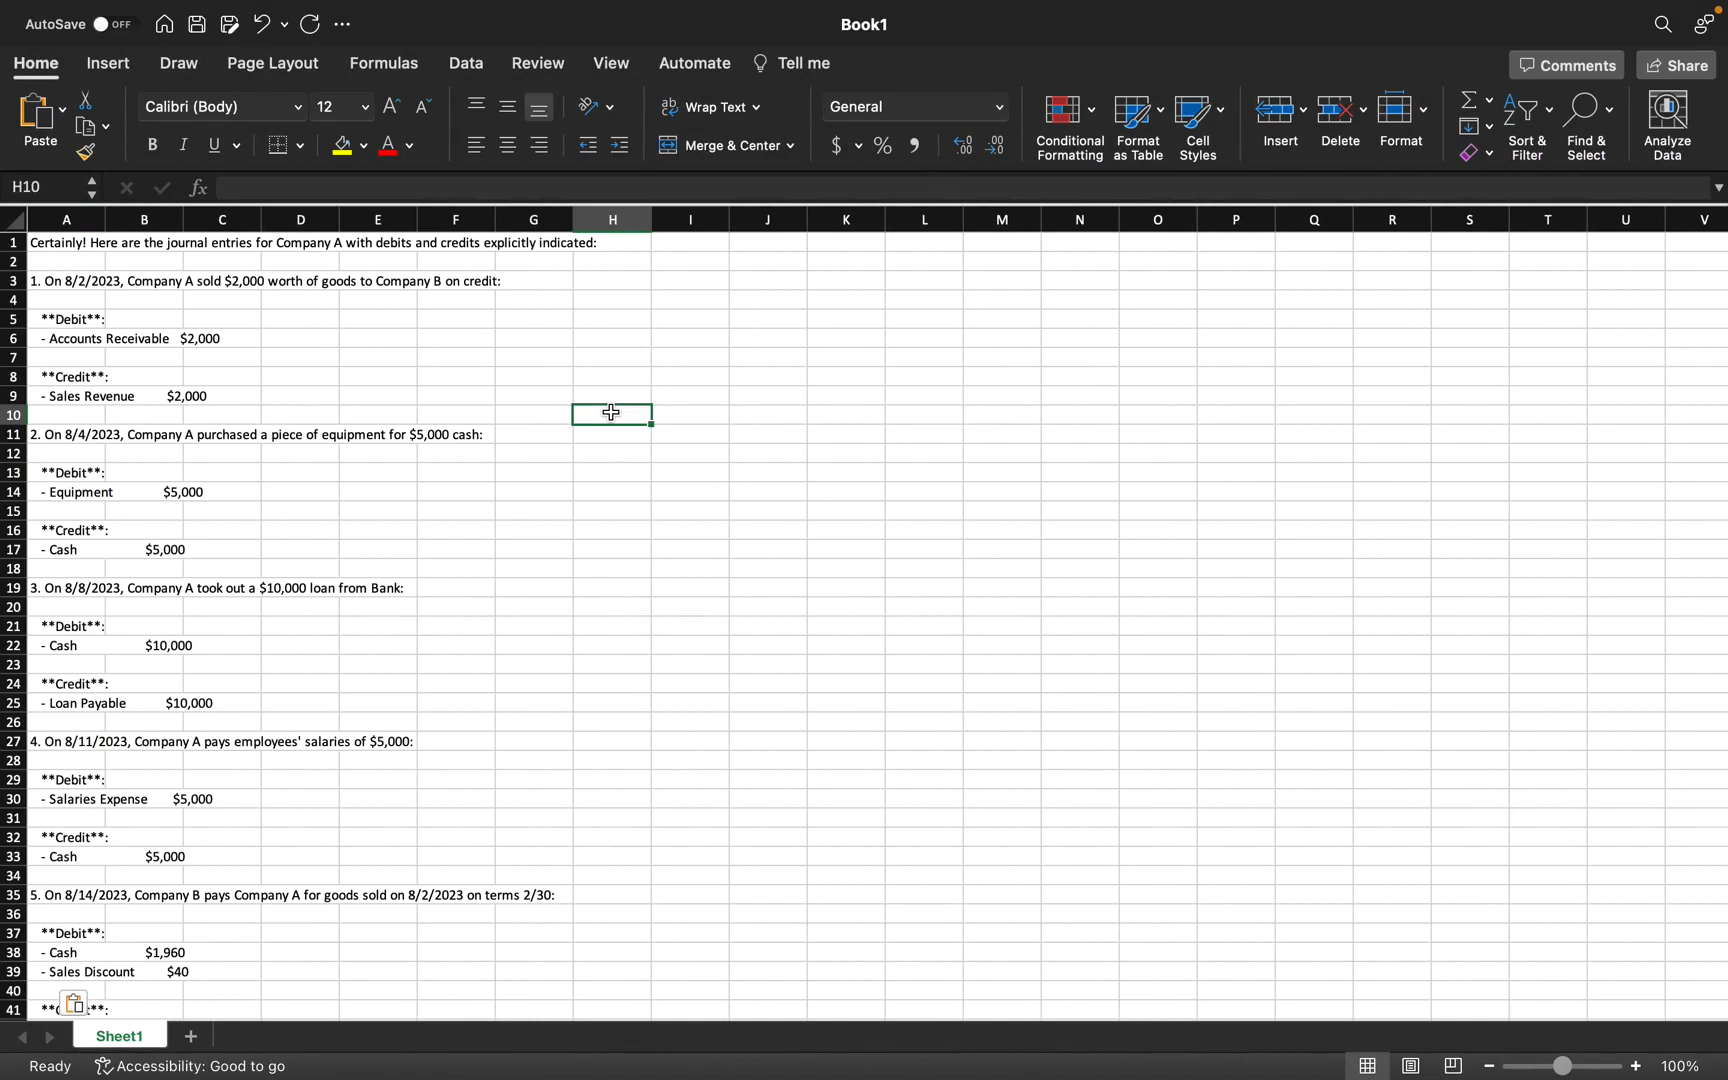 AutoSave OFF
Book1
Home Insert Draw Page Layout Formulas Data Review View Automate Tell me Comments Share
Paste
Calibri (Body) 12 A^ A˅
B I U A
ab Wrap Text
Merge & Center
General
$ % 9
Conditional Formatting
Format as Table
Cell Styles
Insert
Delete
Format
Sort & Filter
Find & Select
Analyze Data
H10 fx
A B C D E F G H I J K L M N O P Q R S T U V
1 Certainly! Here are the journal entries for Company A with debits and credits explicitly indicated:
2
3 1. On 8/2/2023, Company A sold $2,000 worth of goods to Company B on credit:
4
5 **Debit**:
6 - Accounts Receivable $2,000
7
8 **Credit**:
9 - Sales Revenue $2,000
10
11 2. On 8/4/2023, Company A purchased a piece of equipment for $5,000 cash:
12
13 **Debit**:
14 - Equipment $5,000
15
16 **Credit**:
17 - Cash $5,000
18
19 3. On 8/8/2023, Company A took out a $10,000 loan from Bank:
20
21 **Debit**:
22 - Cash $10,000
23
24 **Credit**:
25 - Loan Payable $10,000
26
27 4. On 8/11/2023, Company A pays employees' salaries of $5,000:
28
29 **Debit**:
30 - Salaries Expense $5,000
31
32 **Credit**:
33 - Cash $5,000
34
35 5. On 8/14/2023, Company B pays Company A for goods sold on 8/2/2023 on terms 2/30:
36
37 **Debit**:
38 - Cash $1,960
39 - Sales Discount $40
40
41
Sheet1 +
Ready Accessibility: Good to go 100%